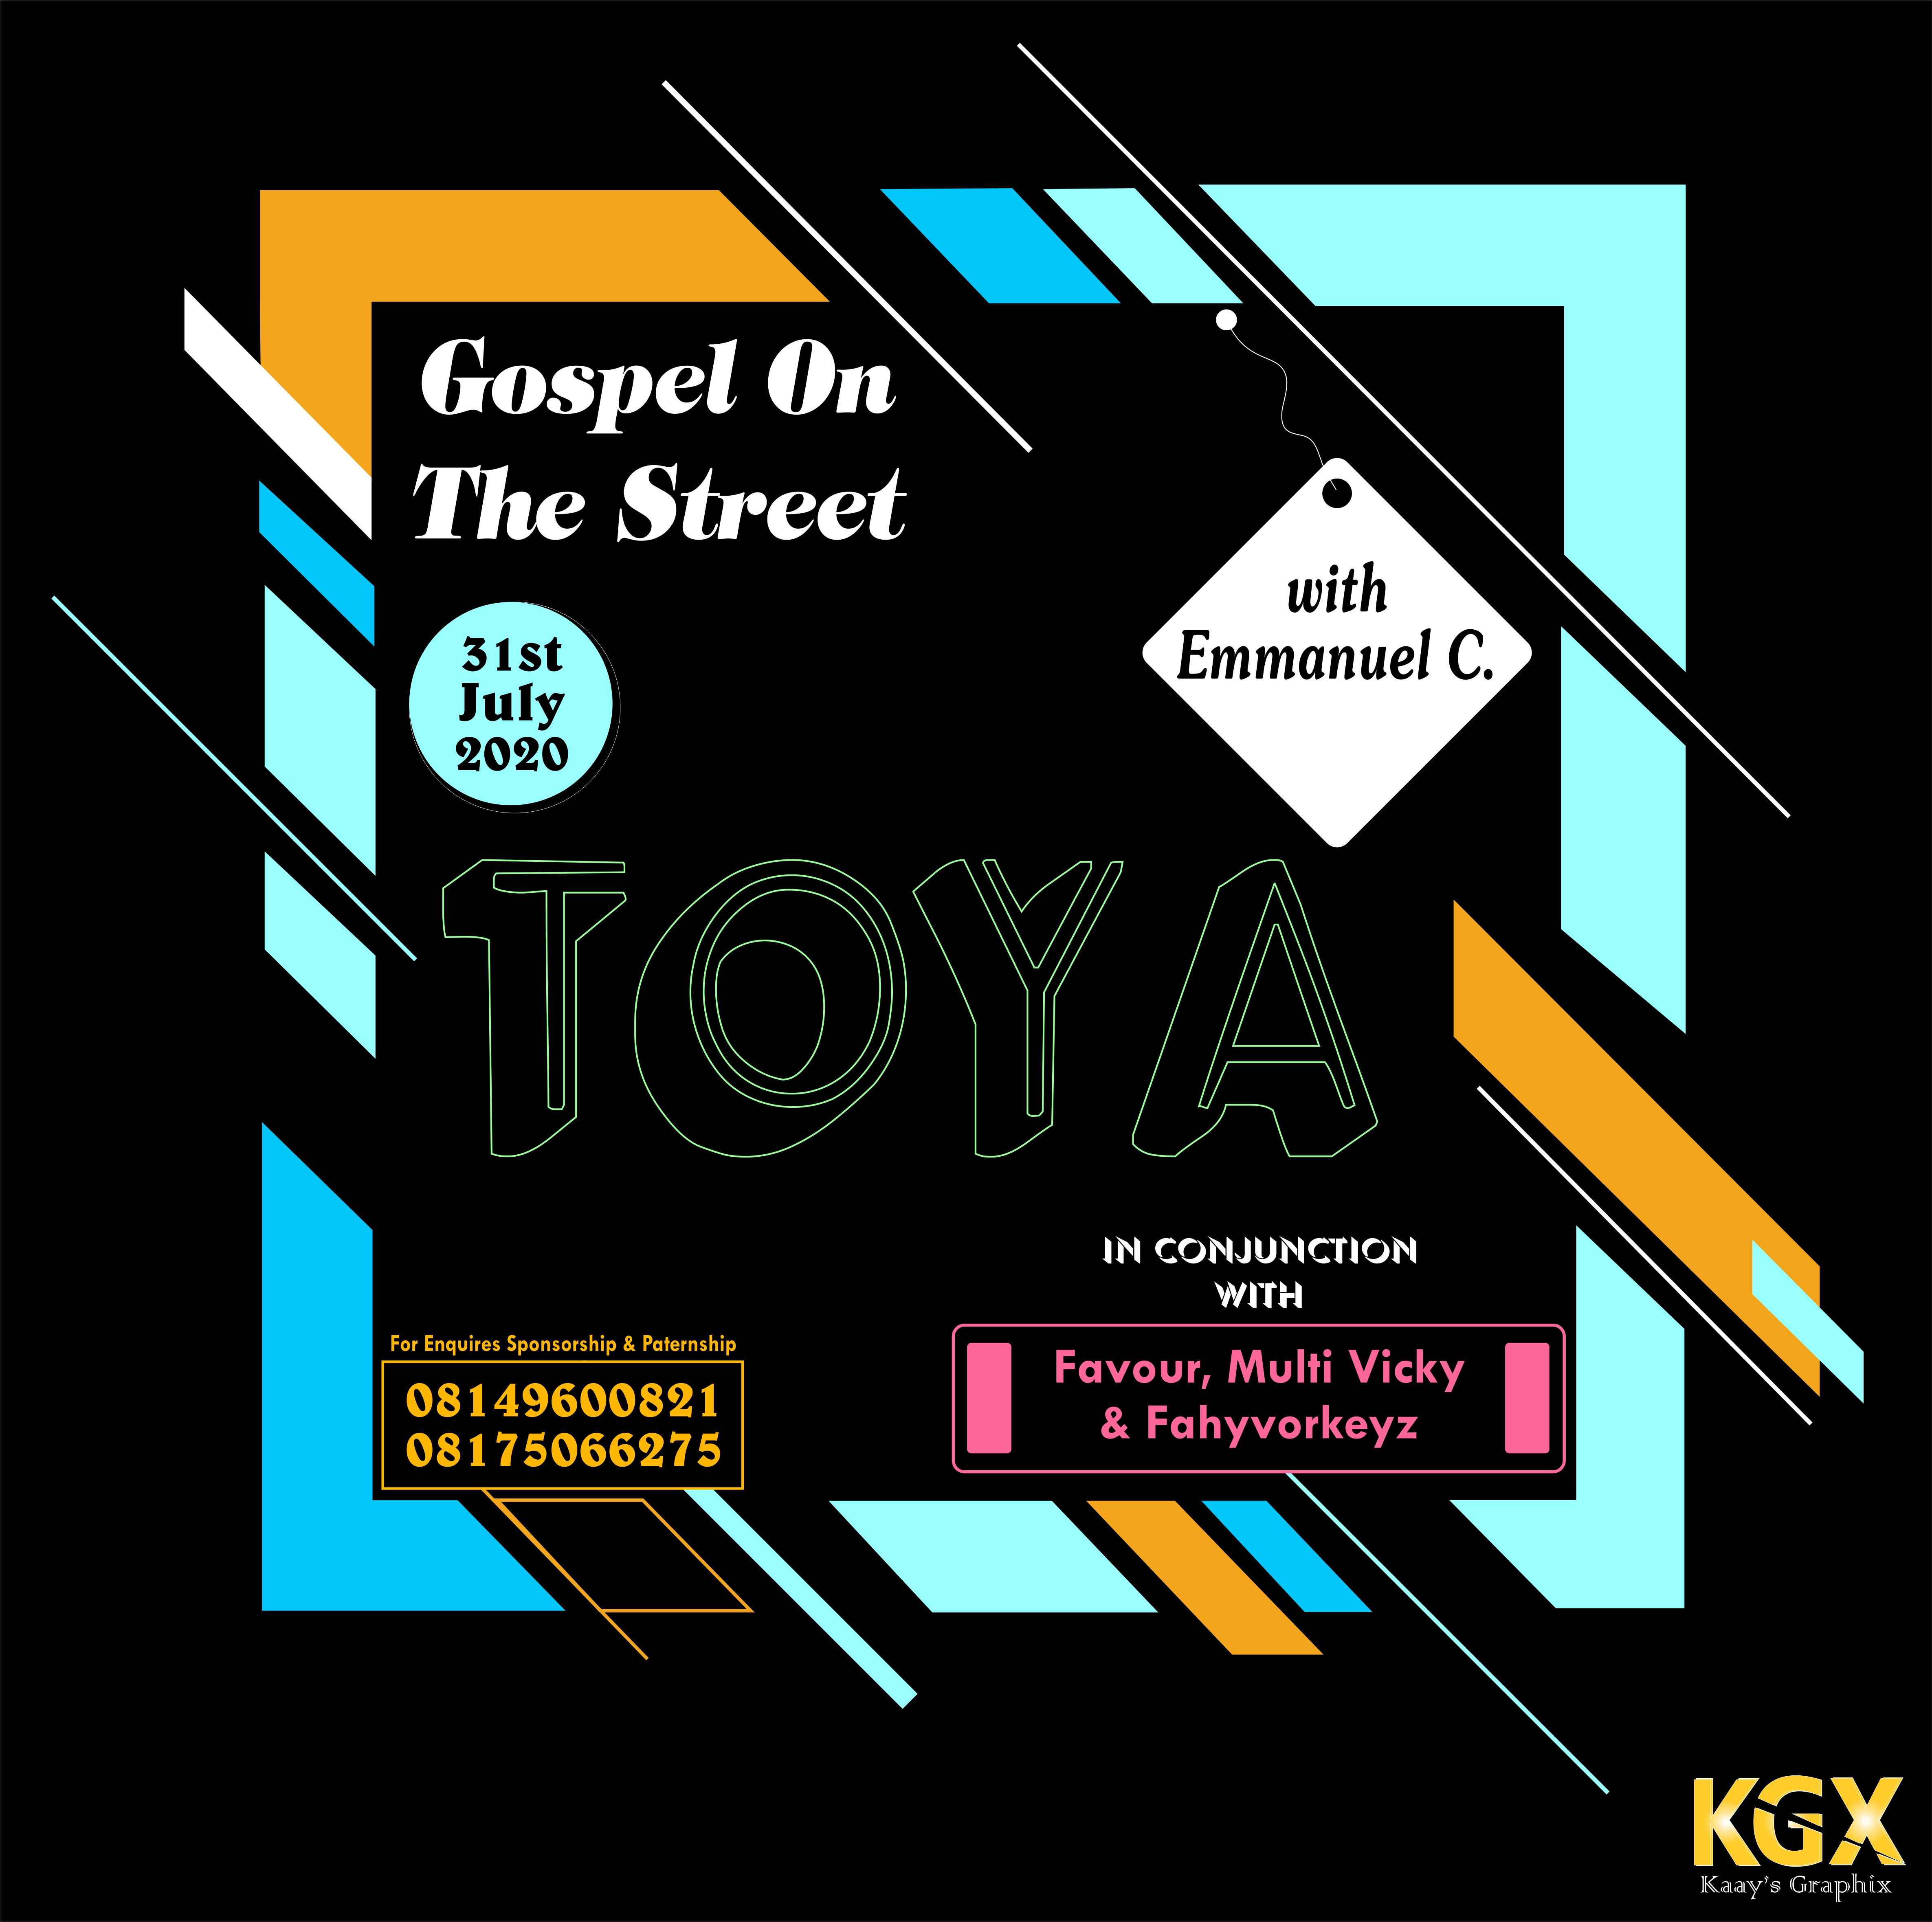 Gospel On
The Street
with
Emmanuel C.
31st
July
2020
TOYA
IN CONJUNCTION
WITH
Favour, Multi Vicky
& Fahyvorkeyz
For Enquires Sponsorship & Paternship
08149600821
08175066275
KGX
Kaay's Graphix